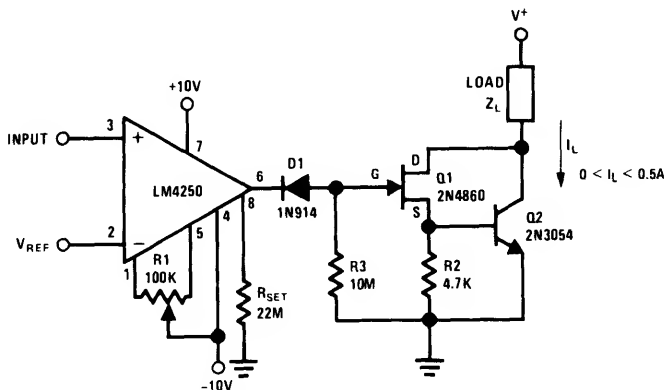 V+
LOAD
ZL
+10V
IL
0 < IL < 0.5A
INPUT
3
+
7
LM4250
6
D1
1N914
G
D
Q1
2N4860
S
Q2
2N3054
8
4
5
VREF
2
−
R1
100K
1
RSET
22M
R3
10M
R2
4.7K
−10V